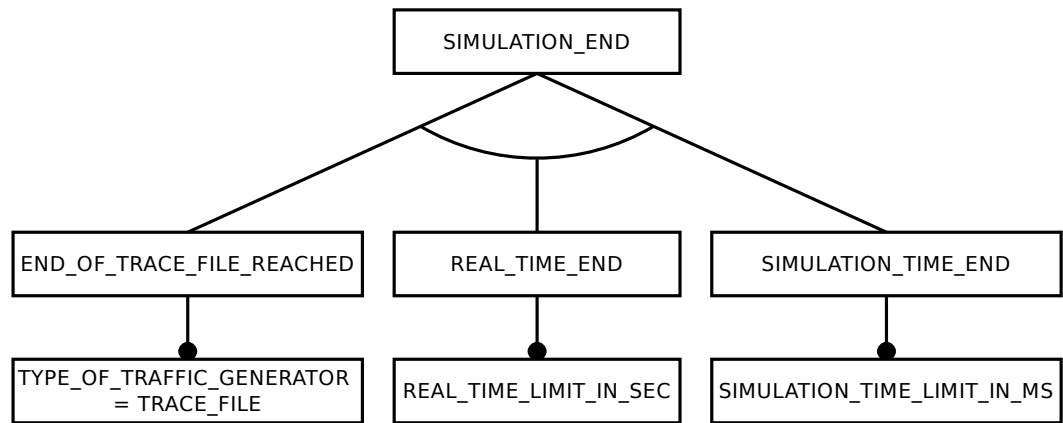 SIMULATION_END
END_OF_TRACE_FILE_REACHED
REAL_TIME_END
SIMULATION_TIME_END
TYPE_OF_TRAFFIC_GENERATOR
= TRACE_FILE
REAL_TIME_LIMIT_IN_SEC
SIMULATION_TIME_LIMIT_IN_MS